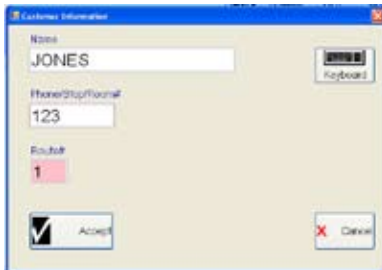 Customer Information
Name
JONES
Keyboard
Phone/Stop/Room#
123
Route#
1
Accept
Cancel